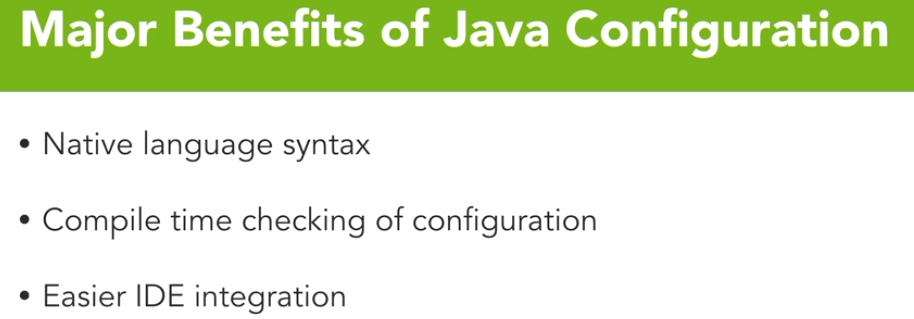 Major Benefits of Java Configuration
• Native language syntax
• Compile time checking of configuration
• Easier IDE integration